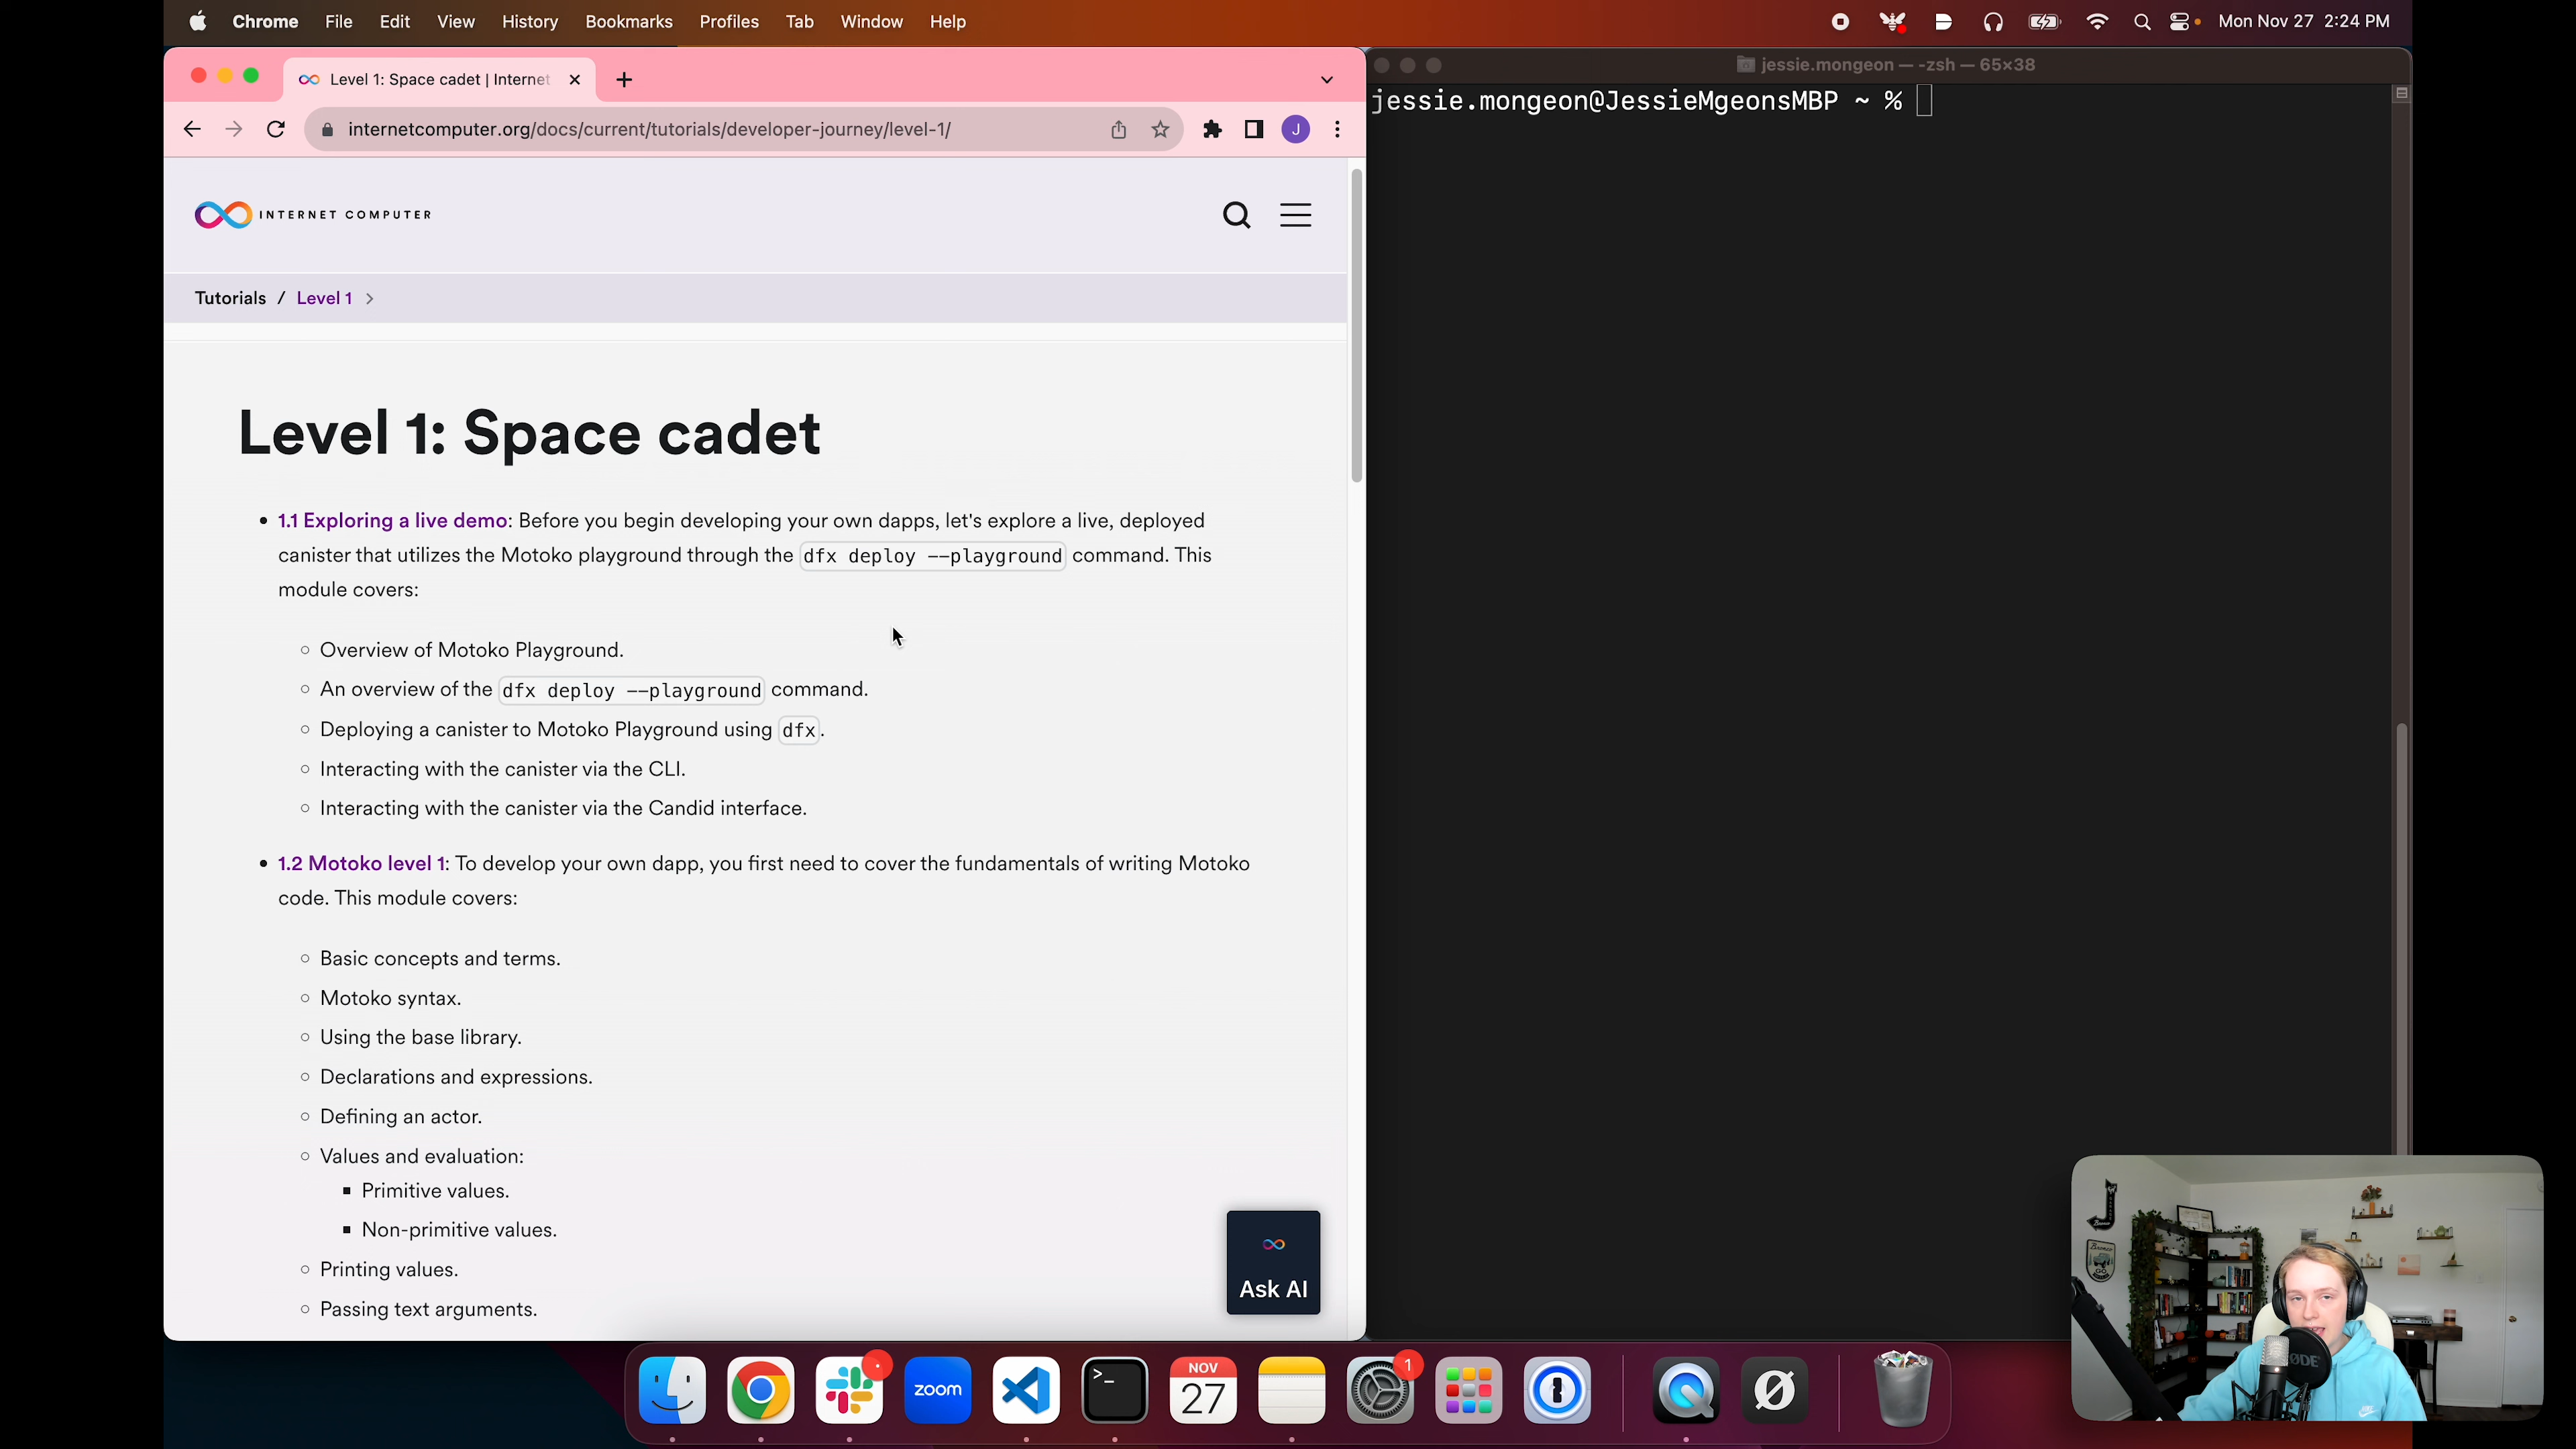 Chrome File Edit View History Bookmarks Profiles Tab Window Help
Mon Nov 27 2:24 PM
Level 1: Space cadet | Internet
jessie.mongeon — -zsh — 65×38
internetcomputer.org/docs/current/tutorials/developer-journey/level-1/
J
jessie.mongeon@JessieMgeonsMBP ~ %
INTERNET COMPUTER
Tutorials / Level 1 >
Level 1: Space cadet
1.1 Exploring a live demo: Before you begin developing your own dapps, let's explore a live, deployed
canister that utilizes the Motoko playground through the dfx deploy --playground command. This
module covers:
Overview of Motoko Playground.
An overview of the dfx deploy --playground command.
Deploying a canister to Motoko Playground using dfx.
Interacting with the canister via the CLI.
Interacting with the canister via the Candid interface.
1.2 Motoko level 1: To develop your own dapp, you first need to cover the fundamentals of writing Motoko
code. This module covers:
Basic concepts and terms.
Motoko syntax.
Using the base library.
Declarations and expressions.
Defining an actor.
Values and evaluation:
Primitive values.
Non-primitive values.
Printing values.
Passing text arguments.
Ask AI
zoom
>_
NOV
27
1
RØDE